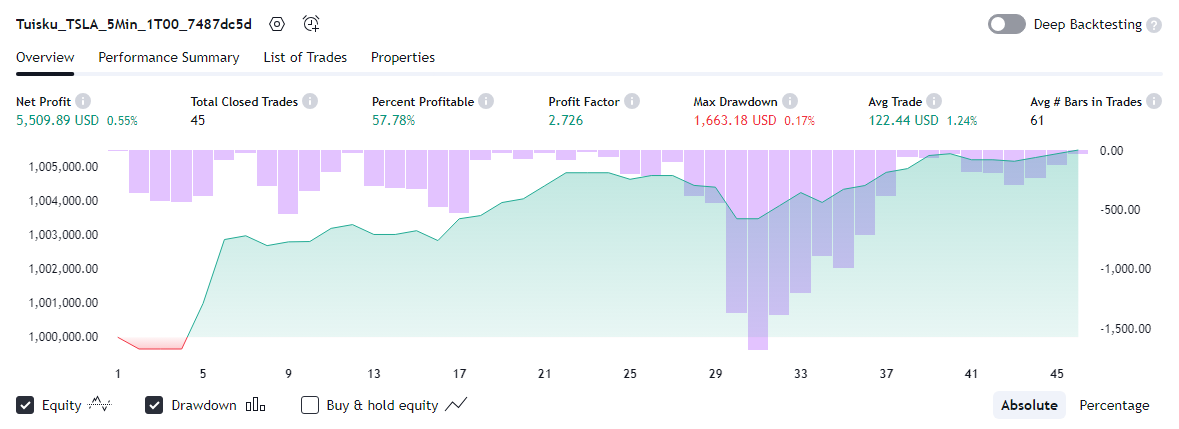 Tuisku_TSLA_5Min_1T00_7487dc5d
Deep Backtesting ?
Overview Performance Summary List of Trades Properties
Net Profit i Total Closed Trades i Percent Profitable i Profit Factor i Max Drawdown i Avg Trade i Avg # Bars in Trades i
5,509.89 USD 0.55% 45 57.78% 2.726 1,663.18 USD 0.17% 122.44 USD 1.24% 61
1,005,000.00
1,004,000.00
1,003,000.00
1,002,000.00
1,001,000.00
1,000,000.00
0.00
-500.00
-1,000.00
-1,500.00
1 5 9 13 17 21 25 29 33 37 41 45
Equity Drawdown Buy & hold equity Absolute Percentage